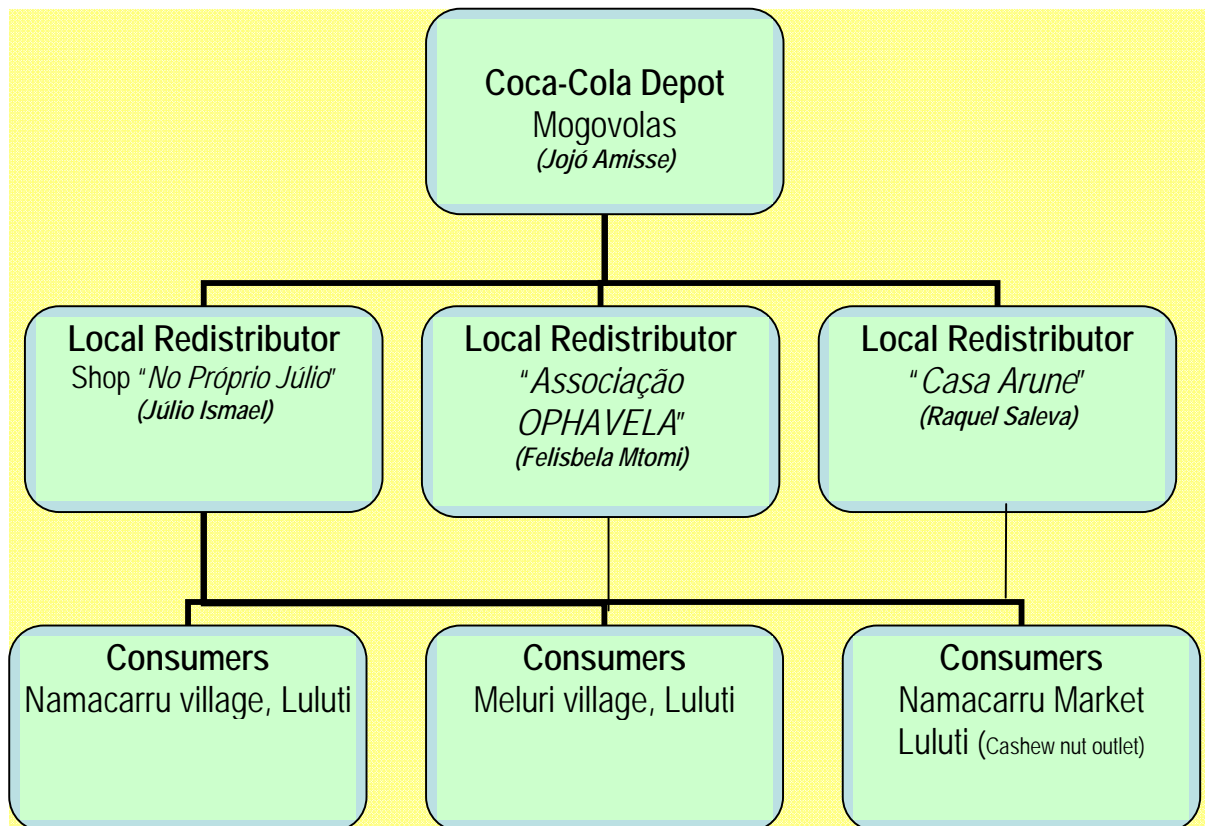 Coca-Cola Depot
Mogovolas
(Jojó Amisse)
Local Redistributor
Shop “No Próprio Júlio”
(Júlio Ismael)
Local Redistributor
“Associação
OPHAVELA”
(Felisbela Mtomi)
Local Redistributor
“Casa Arune”
(Raquel Saleva)
Consumers
Namacarru village, Luluti
Consumers
Meluri village, Luluti
Consumers
Namacarru Market
Luluti (Cashew nut outlet)